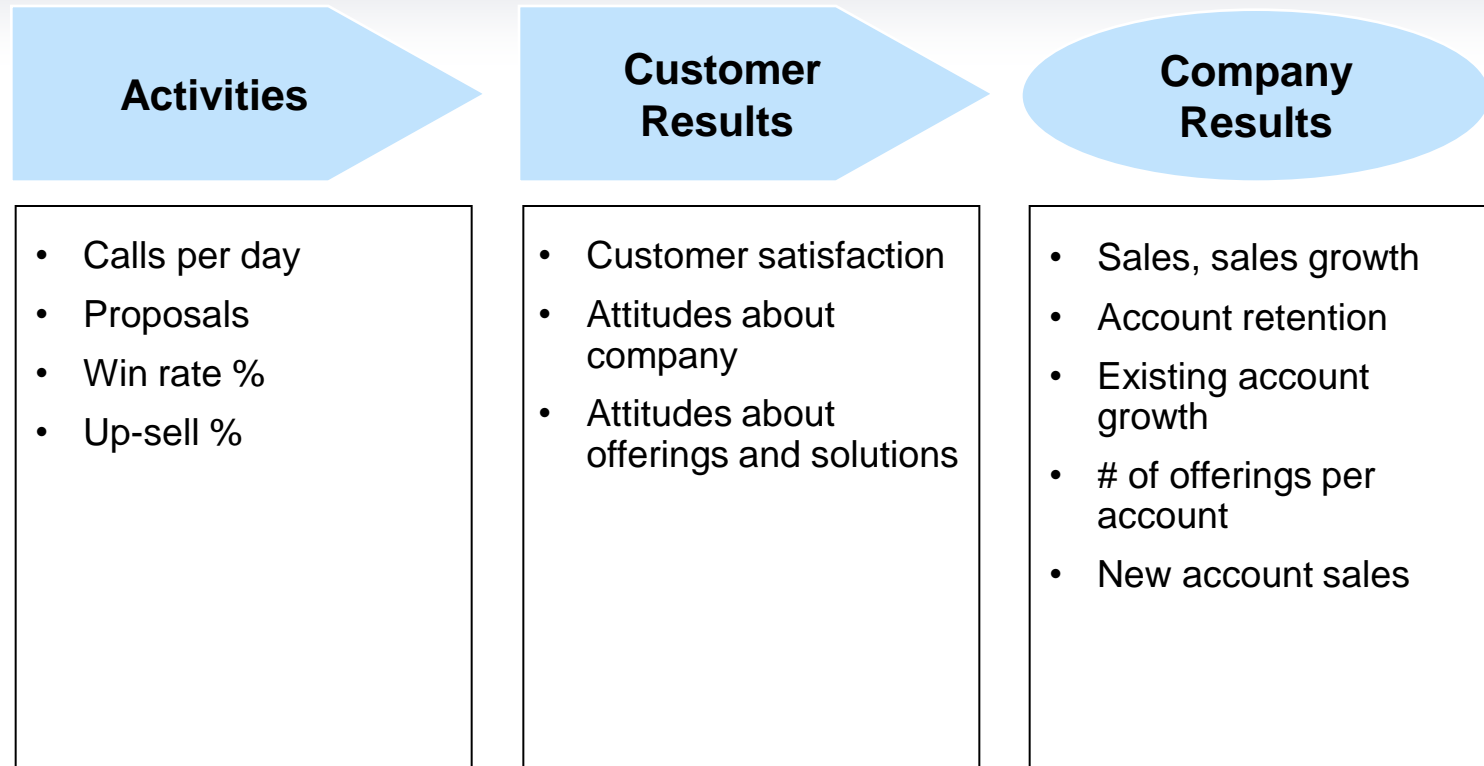 Activities
Customer
Results
Company
Results
• Calls per day
• Proposals
• Win rate %
• Up-sell %
• Customer satisfaction
• Attitudes about
company
• Attitudes about
offerings and solutions
• Sales, sales growth
• Account retention
• Existing account
growth
• # of offerings per
account
• New account sales